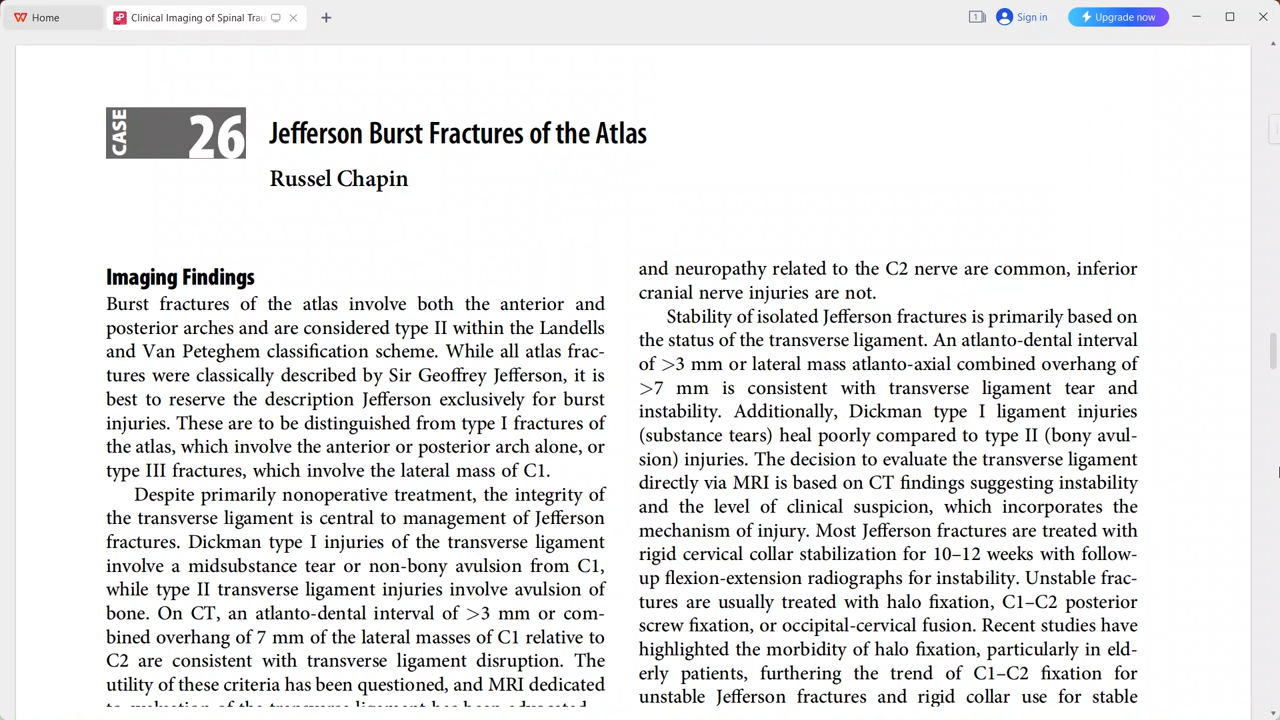 Home
Clinical Imaging of Spinal Trau
1
Sign in
Upgrade now
CASE
26
Jefferson Burst Fractures of the Atlas
Russel Chapin
Imaging Findings
Burst fractures of the atlas involve both the anterior and
posterior arches and are considered type II within the Landells
and Van Peteghem classification scheme. While all atlas frac-
tures were classically described by Sir Geoffrey Jefferson, it is
best to reserve the description Jefferson exclusively for burst
injuries. These are to be distinguished from type I fractures of
the atlas, which involve the anterior or posterior arch alone, or
type III fractures, which involve the lateral mass of C1.
Despite primarily nonoperative treatment, the integrity of
the transverse ligament is central to management of Jefferson
fractures. Dickman type I injuries of the transverse ligament
involve a midsubstance tear or non-bony avulsion from C1,
while type II transverse ligament injuries involve avulsion of
bone. On CT, an atlanto-dental interval of >3 mm or com-
bined overhang of 7 mm of the lateral masses of C1 relative to
C2 are consistent with transverse ligament disruption. The
utility of these criteria has been questioned, and MRI dedicated
to evaluation of the transverse ligament has been advocated
and neuropathy related to the C2 nerve are common, inferior
cranial nerve injuries are not.
Stability of isolated Jefferson fractures is primarily based on
the status of the transverse ligament. An atlanto-dental interval
of >3 mm or lateral mass atlanto-axial combined overhang of
>7 mm is consistent with transverse ligament tear and
instability. Additionally, Dickman type I ligament injuries
(substance tears) heal poorly compared to type II (bony avul-
sion) injuries. The decision to evaluate the transverse ligament
directly via MRI is based on CT findings suggesting instability
and the level of clinical suspicion, which incorporates the
mechanism of injury. Most Jefferson fractures are treated with
rigid cervical collar stabilization for 10–12 weeks with follow-
up flexion-extension radiographs for instability. Unstable frac-
tures are usually treated with halo fixation, C1–C2 posterior
screw fixation, or occipital-cervical fusion. Recent studies have
highlighted the morbidity of halo fixation, particularly in eld-
erly patients, furthering the trend of C1–C2 fixation for
unstable Jefferson fractures and rigid collar use for stable